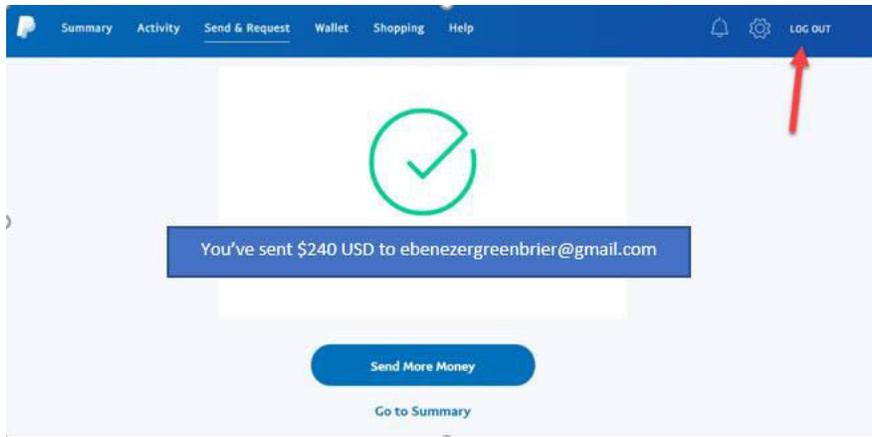 Summary Activity Send & Request Wallet Shopping Help LOG OUT
You've sent $240 USD to ebenezergreenbrier@gmail.com
Send More Money
Go to Summary